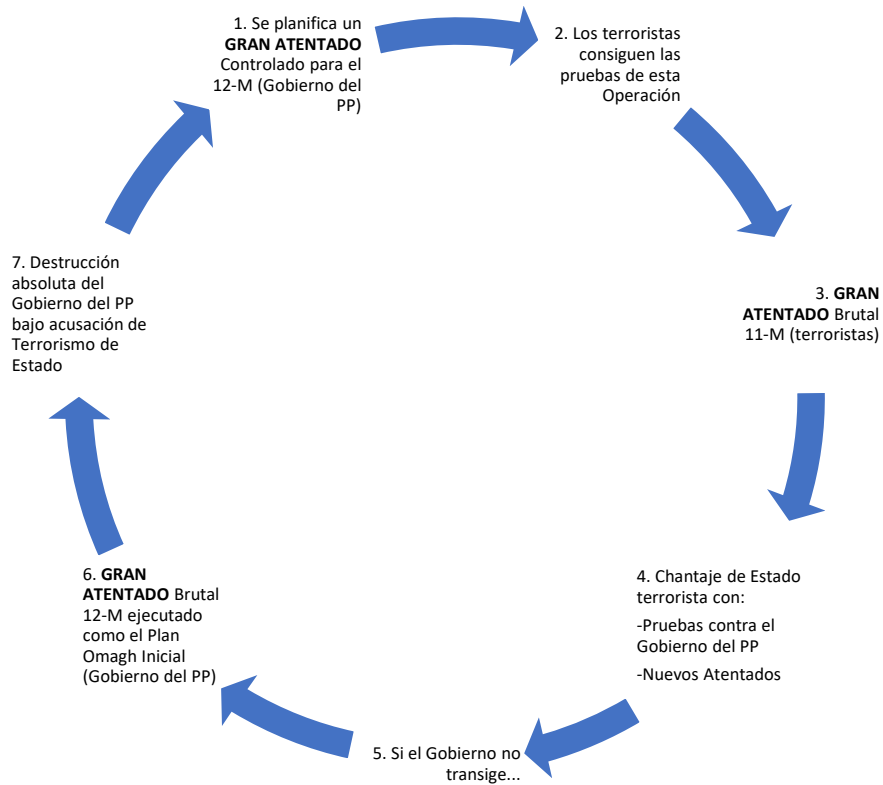 1. Se planifica un
GRAN ATENTADO
Controlado para el
12-M (Gobierno del
PP)
2. Los terroristas
consiguen las
pruebas de esta
Operación
3. GRAN
ATENTADO Brutal
11-M (terroristas)
4. Chantaje de Estado
terrorista con:
-Pruebas contra el
Gobierno del PP
-Nuevos Atentados
5. Si el Gobierno no
transige...
6. GRAN
ATENTADO Brutal
12-M ejecutado
como el Plan
Omagh Inicial
(Gobierno del PP)
7. Destrucción
absoluta del
Gobierno del PP
bajo acusación de
Terrorismo de
Estado